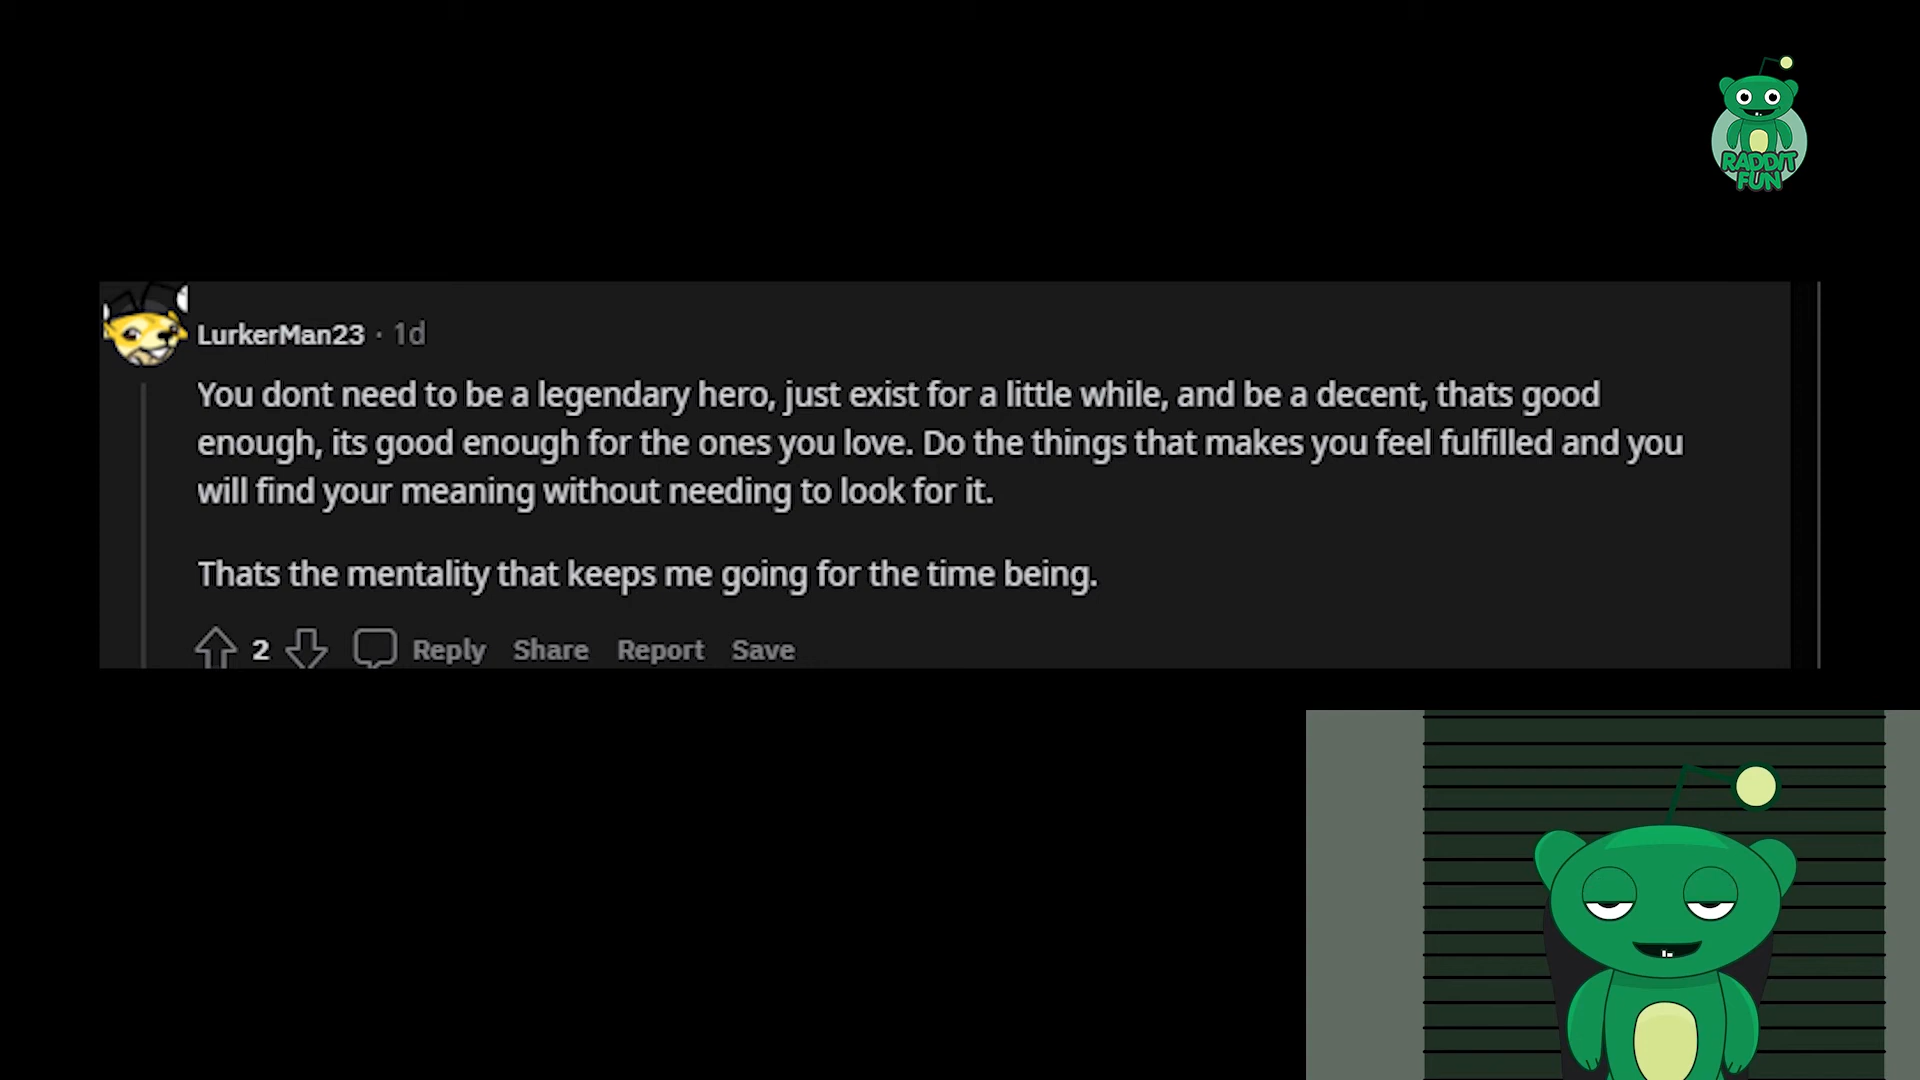 RADDIT
FUN
LurkerMan23 · 1d
You dont need to be a legendary hero, just exist for a little while, and be a decent, thats good
enough, its good enough for the ones you love. Do the things that makes you feel fulfilled and you
will find your meaning without needing to look for it.
Thats the mentality that keeps me going for the time being.
2 Reply Share Report Save